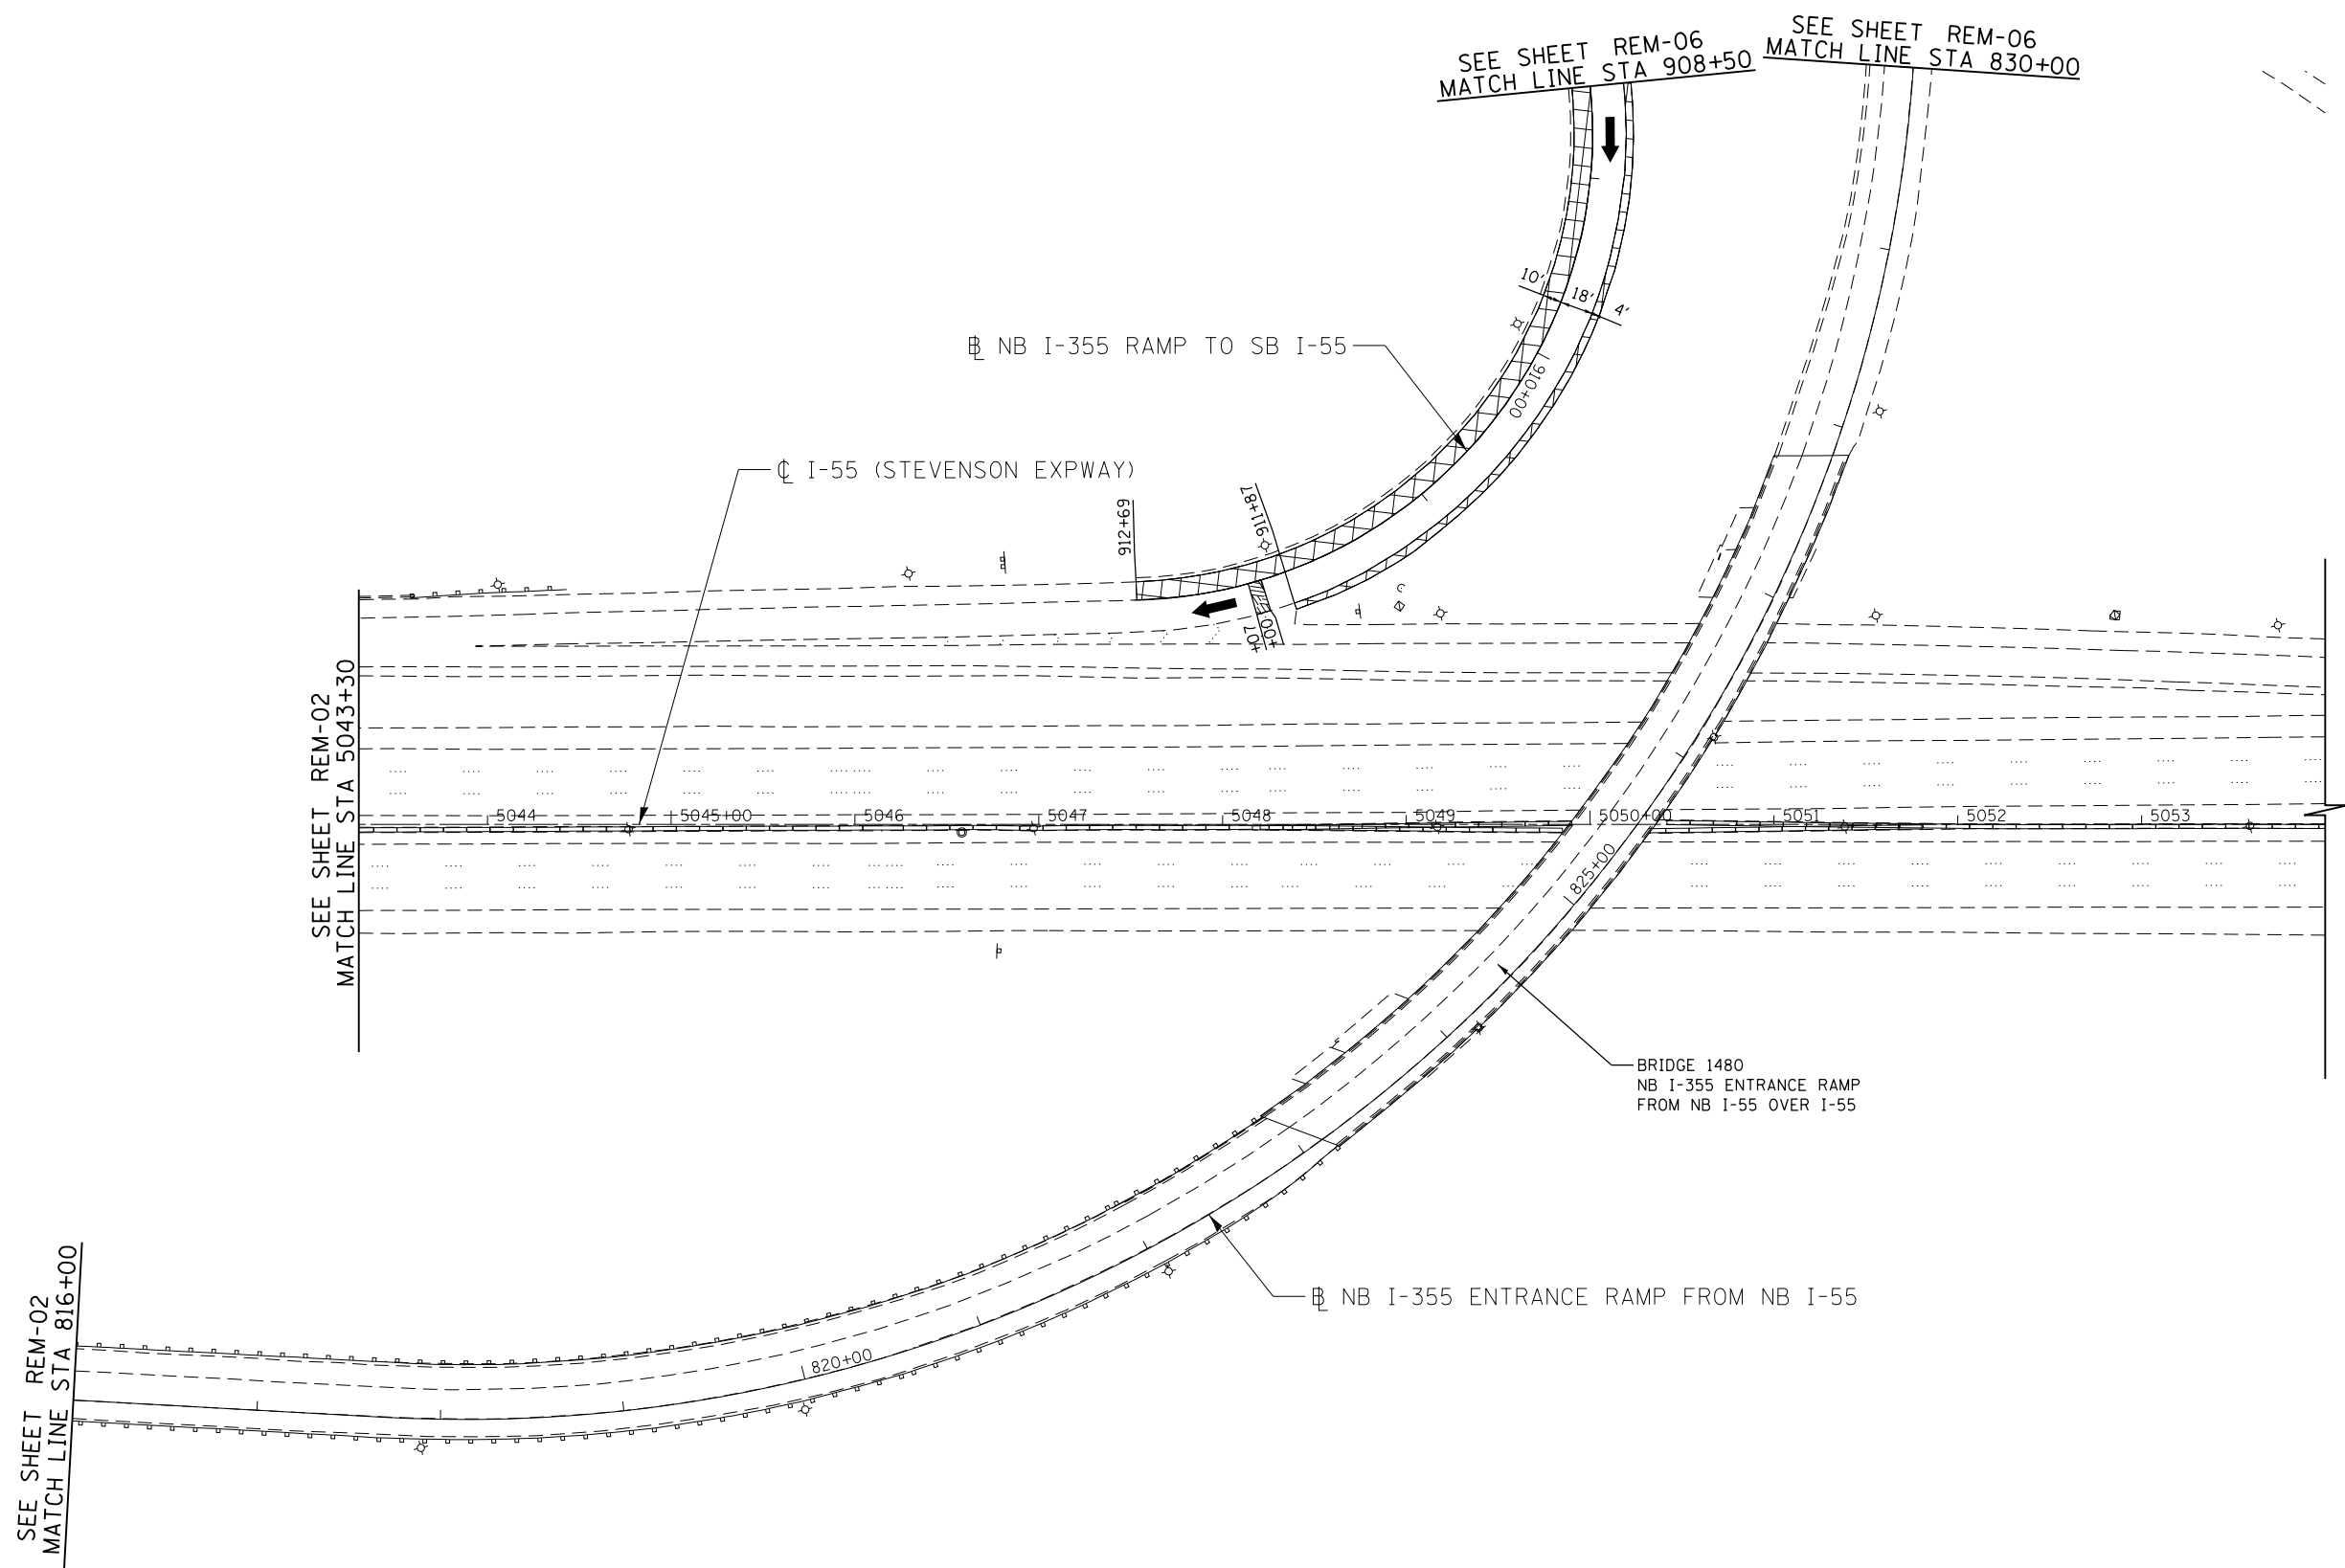 SEE SHEET REM-06
MATCH LINE STA 908+50
SEE SHEET REM-06
MATCH LINE STA 830+00
10'
18'
4'
℄ NB I-355 RAMP TO SB I-55
910+00
℄ I-55 (STEVENSON EXPWAY)
912+69
911+87
SEE SHEET REM-02
MATCH LINE STA 5043+30
5044
5045+00
5046
5047
5048
5049
5050+00
5051
5052
5053
825+00
BRIDGE 1480
NB I-355 ENTRANCE RAMP
FROM NB I-55 OVER I-55
℄ NB I-355 ENTRANCE RAMP FROM NB I-55
820+00
SEE SHEET REM-02
MATCH LINE STA 816+00